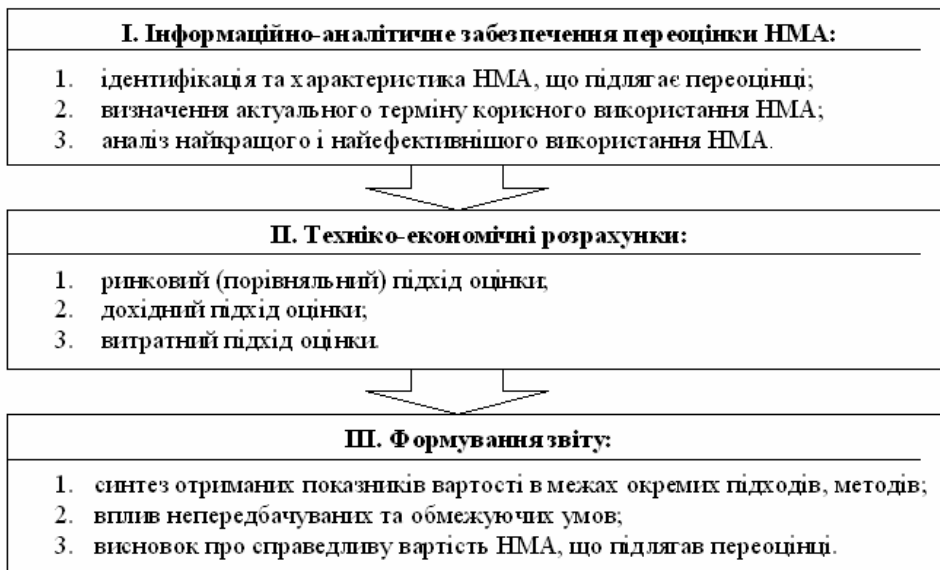 І. Інформаційно-аналітичне забезпечення переоцінки НМА:
1. ідентифікація та характеристика НМА, що підлягає переоцінці;
2. визначення актуального терміну корисного використання НМА;
3. аналіз найкращого і найефективнішого використання НМА.
ІІ. Техніко-економічні розрахунки:
1. ринковий (порівняльний) підхід оцінки;
2. дохідний підхід оцінки;
3. витратний підхід оцінки.
ІІІ. Формування звіту:
1. синтез отриманих показників вартості в межах окремих підходів, методів;
2. вплив непередбачуваних та обмежуючих умов;
3. висновок про справедливу вартість НМА, що підлягав переоцінці.